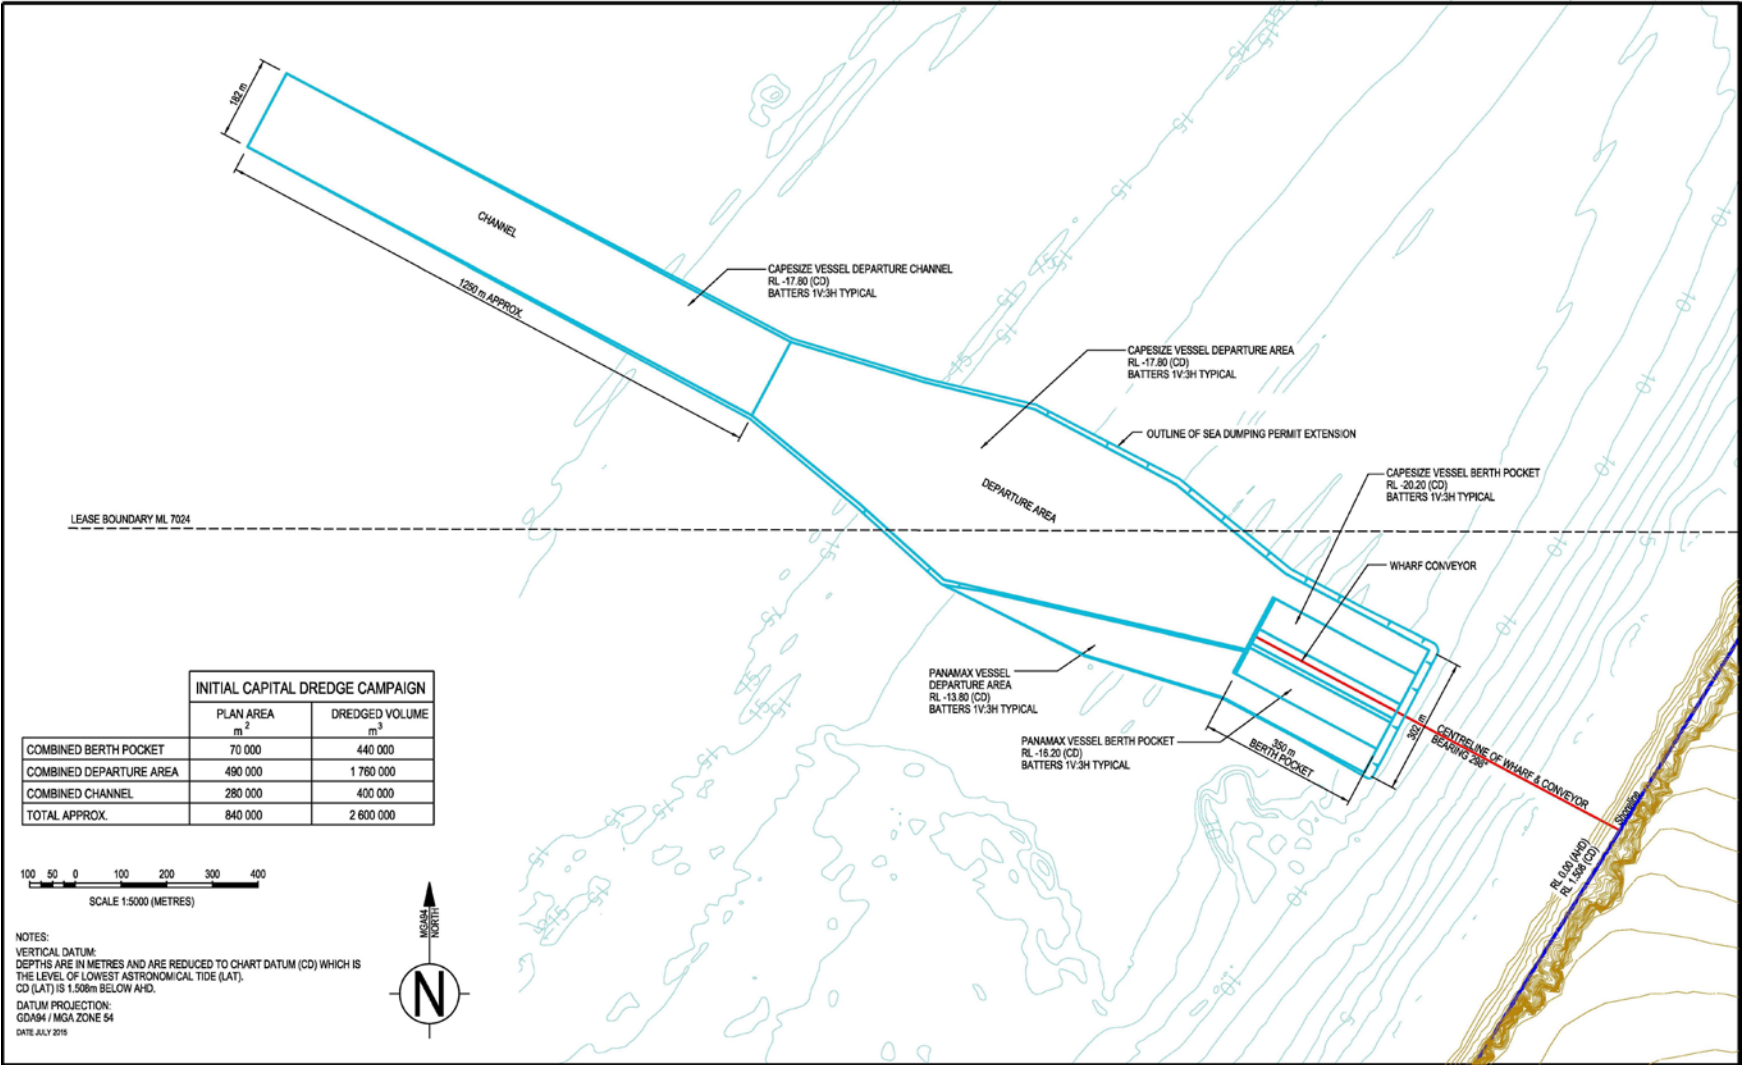 182 m
CHANNEL
1250 m APPROX.
CAPESIZE VESSEL DEPARTURE CHANNEL
RL -17.80 (CD)
BATTERS 1V:3H TYPICAL
CAPESIZE VESSEL DEPARTURE AREA
RL -17.80 (CD)
BATTERS 1V:3H TYPICAL
OUTLINE OF SEA DUMPING PERMIT EXTENSION
DEPARTURE AREA
CAPESIZE VESSEL BERTH POCKET
RL -20.20 (CD)
BATTERS 1V:3H TYPICAL
LEASE BOUNDARY ML 7024
WHARF CONVEYOR
PANAMAX VESSEL
DEPARTURE AREA
RL -13.80 (CD)
BATTERS 1V:3H TYPICAL
PANAMAX VESSEL BERTH POCKET
RL -16.20 (CD)
BATTERS 1V:3H TYPICAL
350 m
BERTH POCKET
302 m
CENTRELINE OF WHARF & CONVEYOR
BEARING 298°
Shoreline
RL 0.00 (AHD)
RL 1.508 (CD)
INITIAL CAPITAL DREDGE CAMPAIGN
PLAN AREA m² DREDGED VOLUME m³
COMBINED BERTH POCKET 70 000 440 000
COMBINED DEPARTURE AREA 490 000 1 760 000
COMBINED CHANNEL 280 000 400 000
TOTAL APPROX. 840 000 2 600 000
100 50 0 100 200 300 400
SCALE 1:5000 (METRES)
MGA94
NORTH
N
NOTES:
VERTICAL DATUM:
DEPTHS ARE IN METRES AND ARE REDUCED TO CHART DATUM (CD) WHICH IS
THE LEVEL OF LOWEST ASTRONOMICAL TIDE (LAT).
CD (LAT) IS 1.508m BELOW AHD.
DATUM PROJECTION:
GDA94 / MGA ZONE 54
DATE JULY 2015